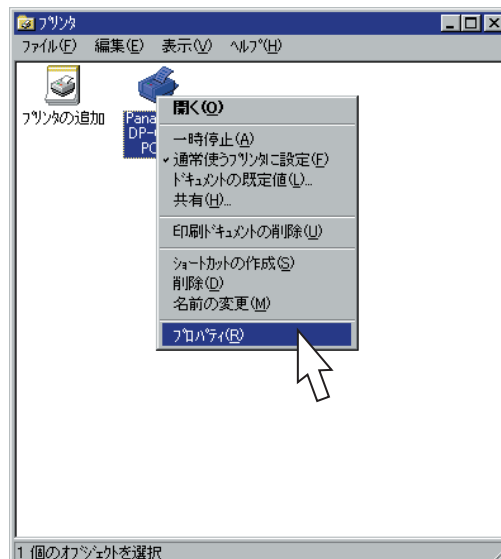 プリンタ
ファイル(F) 編集(E) 表示(V) ヘルプ(H)
プリンタの追加
Pana
DP-
PC
開く(O)
一時停止(A)
通常使うプリンタに設定(F)
ドキュメントの既定値(L)...
共有(H)...
印刷ドキュメントの削除(U)
ショートカットの作成(S)
削除(D)
名前の変更(M)
プロパティ(R)
1 個のオブジェクトを選択